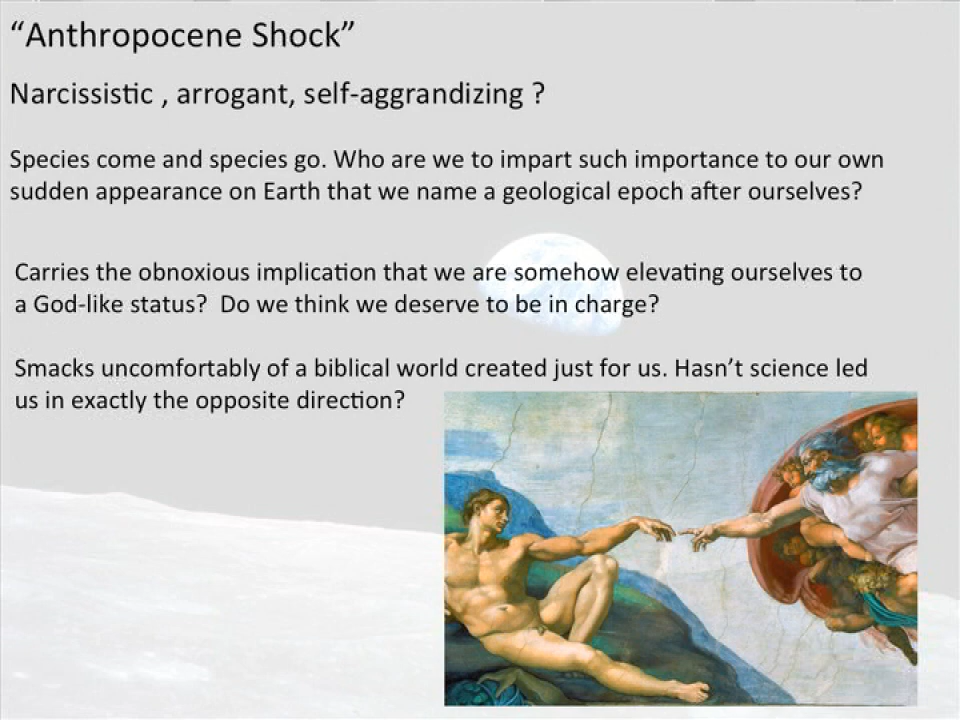 “Anthropocene Shock”
Narcissistic , arrogant, self-aggrandizing ?
Species come and species go. Who are we to impart such importance to our own
sudden appearance on Earth that we name a geological epoch after ourselves?
Carries the obnoxious implication that we are somehow elevating ourselves to
a God-like status?  Do we think we deserve to be in charge?
Smacks uncomfortably of a biblical world created just for us. Hasn’t science led
us in exactly the opposite direction?